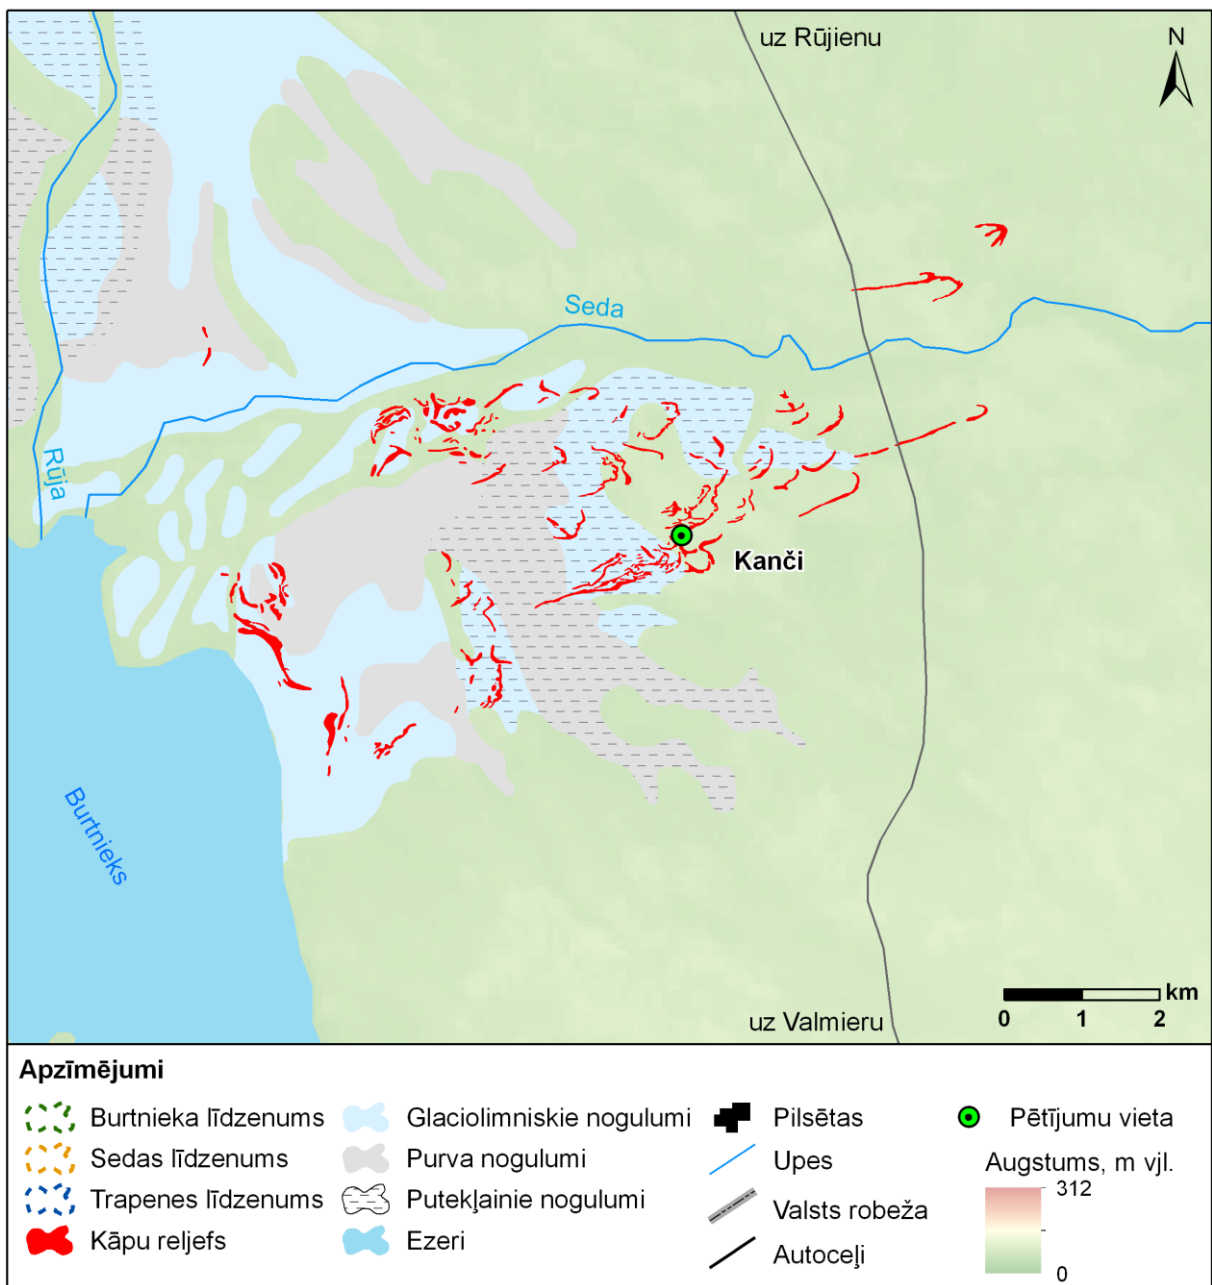 uz Rūjienu
N
Seda
Rūja
Kanči
Burtnieks
km
0 1 2
uz Valmieru
Apzīmējumi
Burtnieka līdzenums
Sedas līdzenums
Trapenes līdzenums
Kāpu reljefs
Glaciolimniskie nogulumi
Purva nogulumi
Putekļainie nogulumi
Ezeri
Pilsētas
Upes
Valsts robeža
Autoceļi
Pētījumu vieta
Augstums, m vjl.
312
0